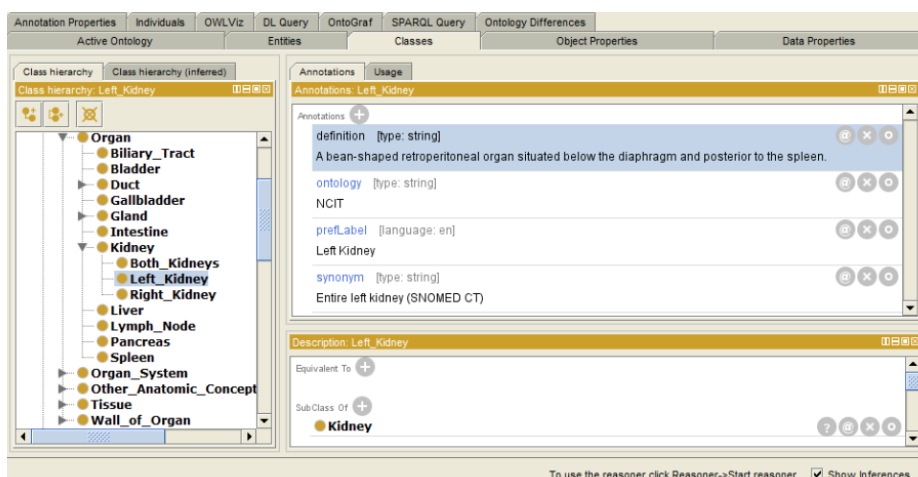 Annotation Properties Individuals OWLViz DL Query OntoGraf SPARQL Query Ontology Differences
Active Ontology Entities Classes Object Properties Data Properties
Class hierarchy Class hierarchy (inferred)
Class hierarchy: Left_Kidney
Organ
Biliary_Tract
Bladder
Duct
Gallbladder
Gland
Intestine
Kidney
Both_Kidneys
Left_Kidney
Right_Kidney
Liver
Lymph_Node
Pancreas
Spleen
Organ_System
Other_Anatomic_Concept
Tissue
Wall_of_Organ
Annotations Usage
Annotations: Left_Kidney
Annotations
definition [type: string]
A bean-shaped retroperitoneal organ situated below the diaphragm and posterior to the spleen.
ontology [type: string]
NCIT
prefLabel [language: en]
Left Kidney
synonym [type: string]
Entire left kidney (SNOMED CT)
Description: Left_Kidney
Equivalent To
SubClass Of
Kidney
To use the reasoner click Reasoner->Start reasoner Show Inferences